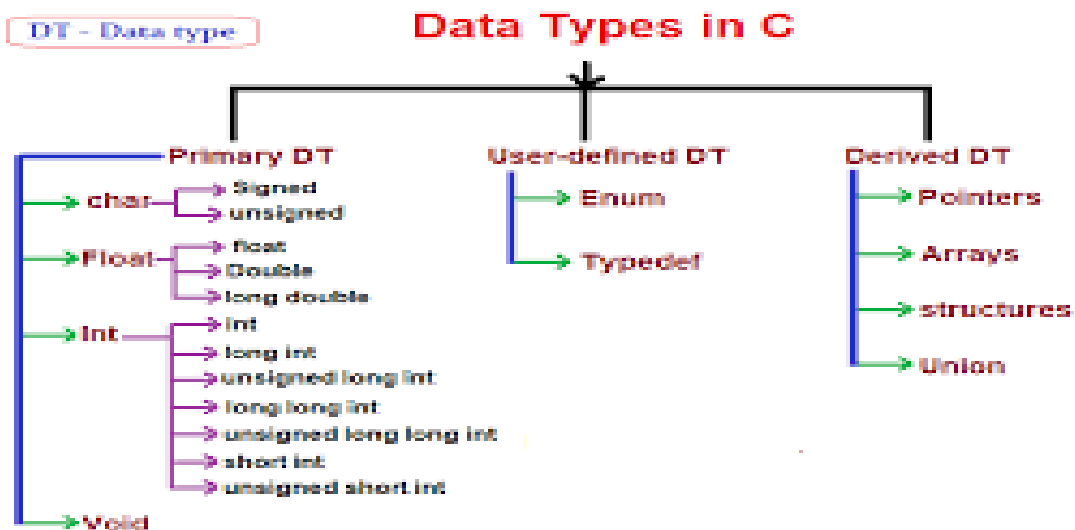 DT - Data type
Data Types in C
Primary DT
char
Signed
unsigned
Float
float
Double
long double
Int
int
long int
unsigned long int
long long int
unsigned long long int
short int
unsigned short int
Void
User-defined DT
Enum
Typedef
Derived DT
Pointers
Arrays
structures
Union